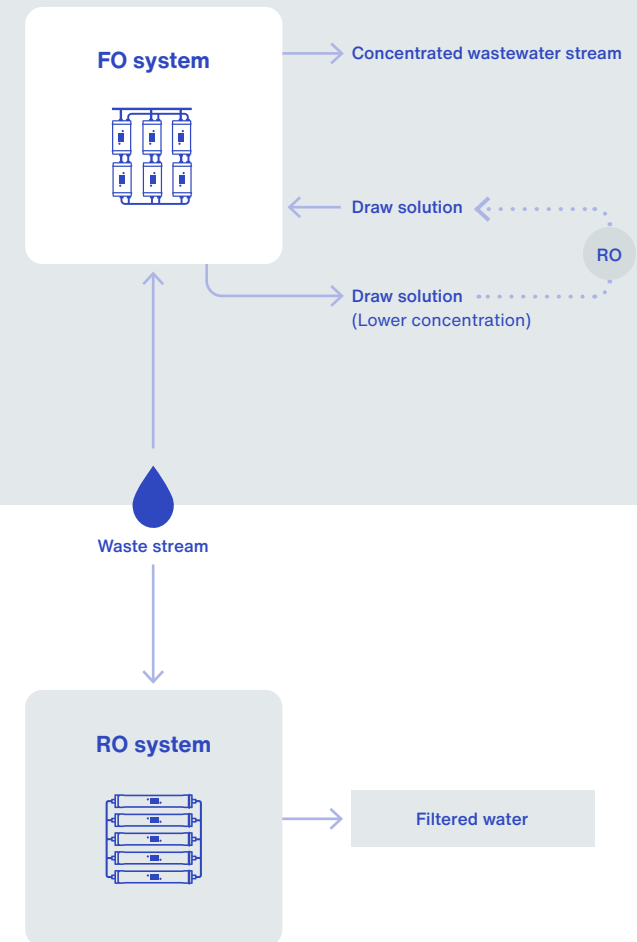 FO system
Concentrated wastewater stream
Draw solution
RO
Draw solution
(Lower concentration)
Waste stream
RO system
Filtered water